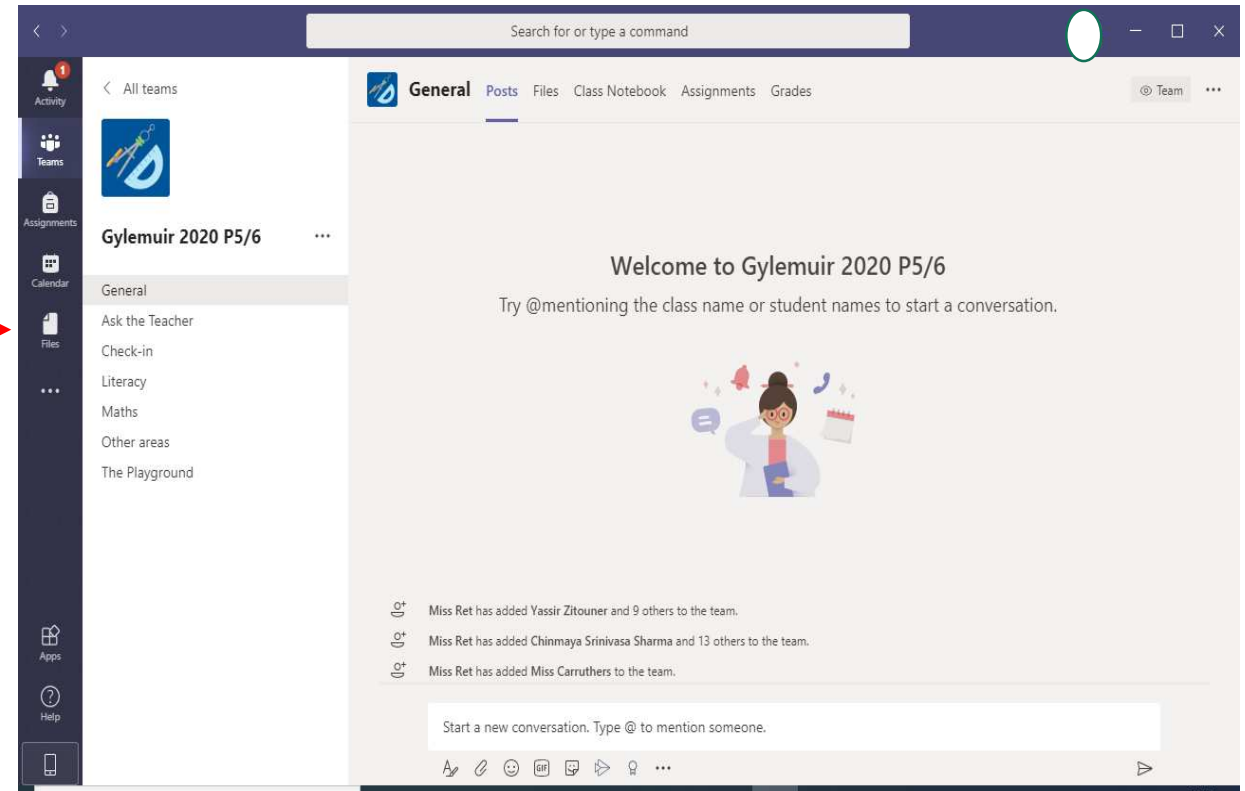 Search for or type a command
1
Activity
Teams
Assignments
Calendar
Files
Apps
Help
All teams
Gylemuir 2020 P5/6
General
Ask the Teacher
Check-in
Literacy
Maths
Other areas
The Playground
General Posts Files Class Notebook Assignments Grades
Team
Welcome to Gylemuir 2020 P5/6
Try @mentioning the class name or student names to start a conversation.
Miss Ret has added Yassir Zitouner and 9 others to the team.
Miss Ret has added Chinmaya Srinivasa Sharma and 13 others to the team.
Miss Ret has added Miss Carruthers to the team.
Start a new conversation. Type @ to mention someone.
GIF